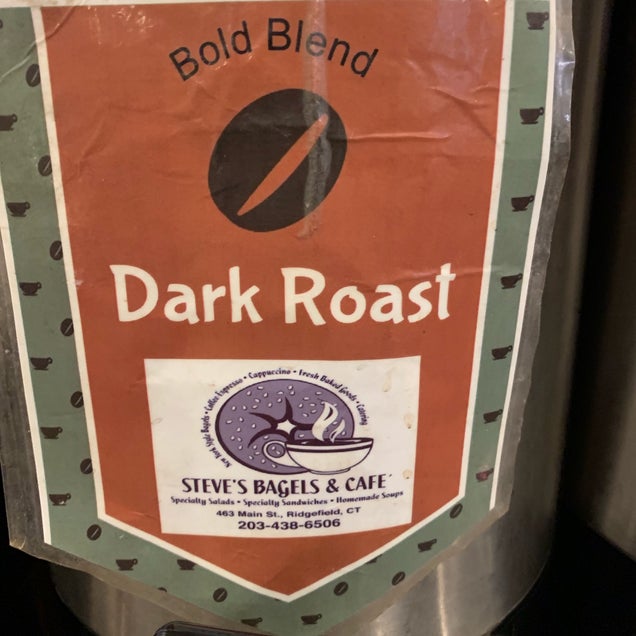 Bold Blend
Dark Roast
New York Style Bagels • Coffee Espresso • Cappuccino • Fresh Baked Goods • Catering
STEVE'S BAGELS & CAFE
Specialty Salads • Specialty Sandwiches • Homemade Soups
463 Main St., Ridgefield, CT
203-438-6506